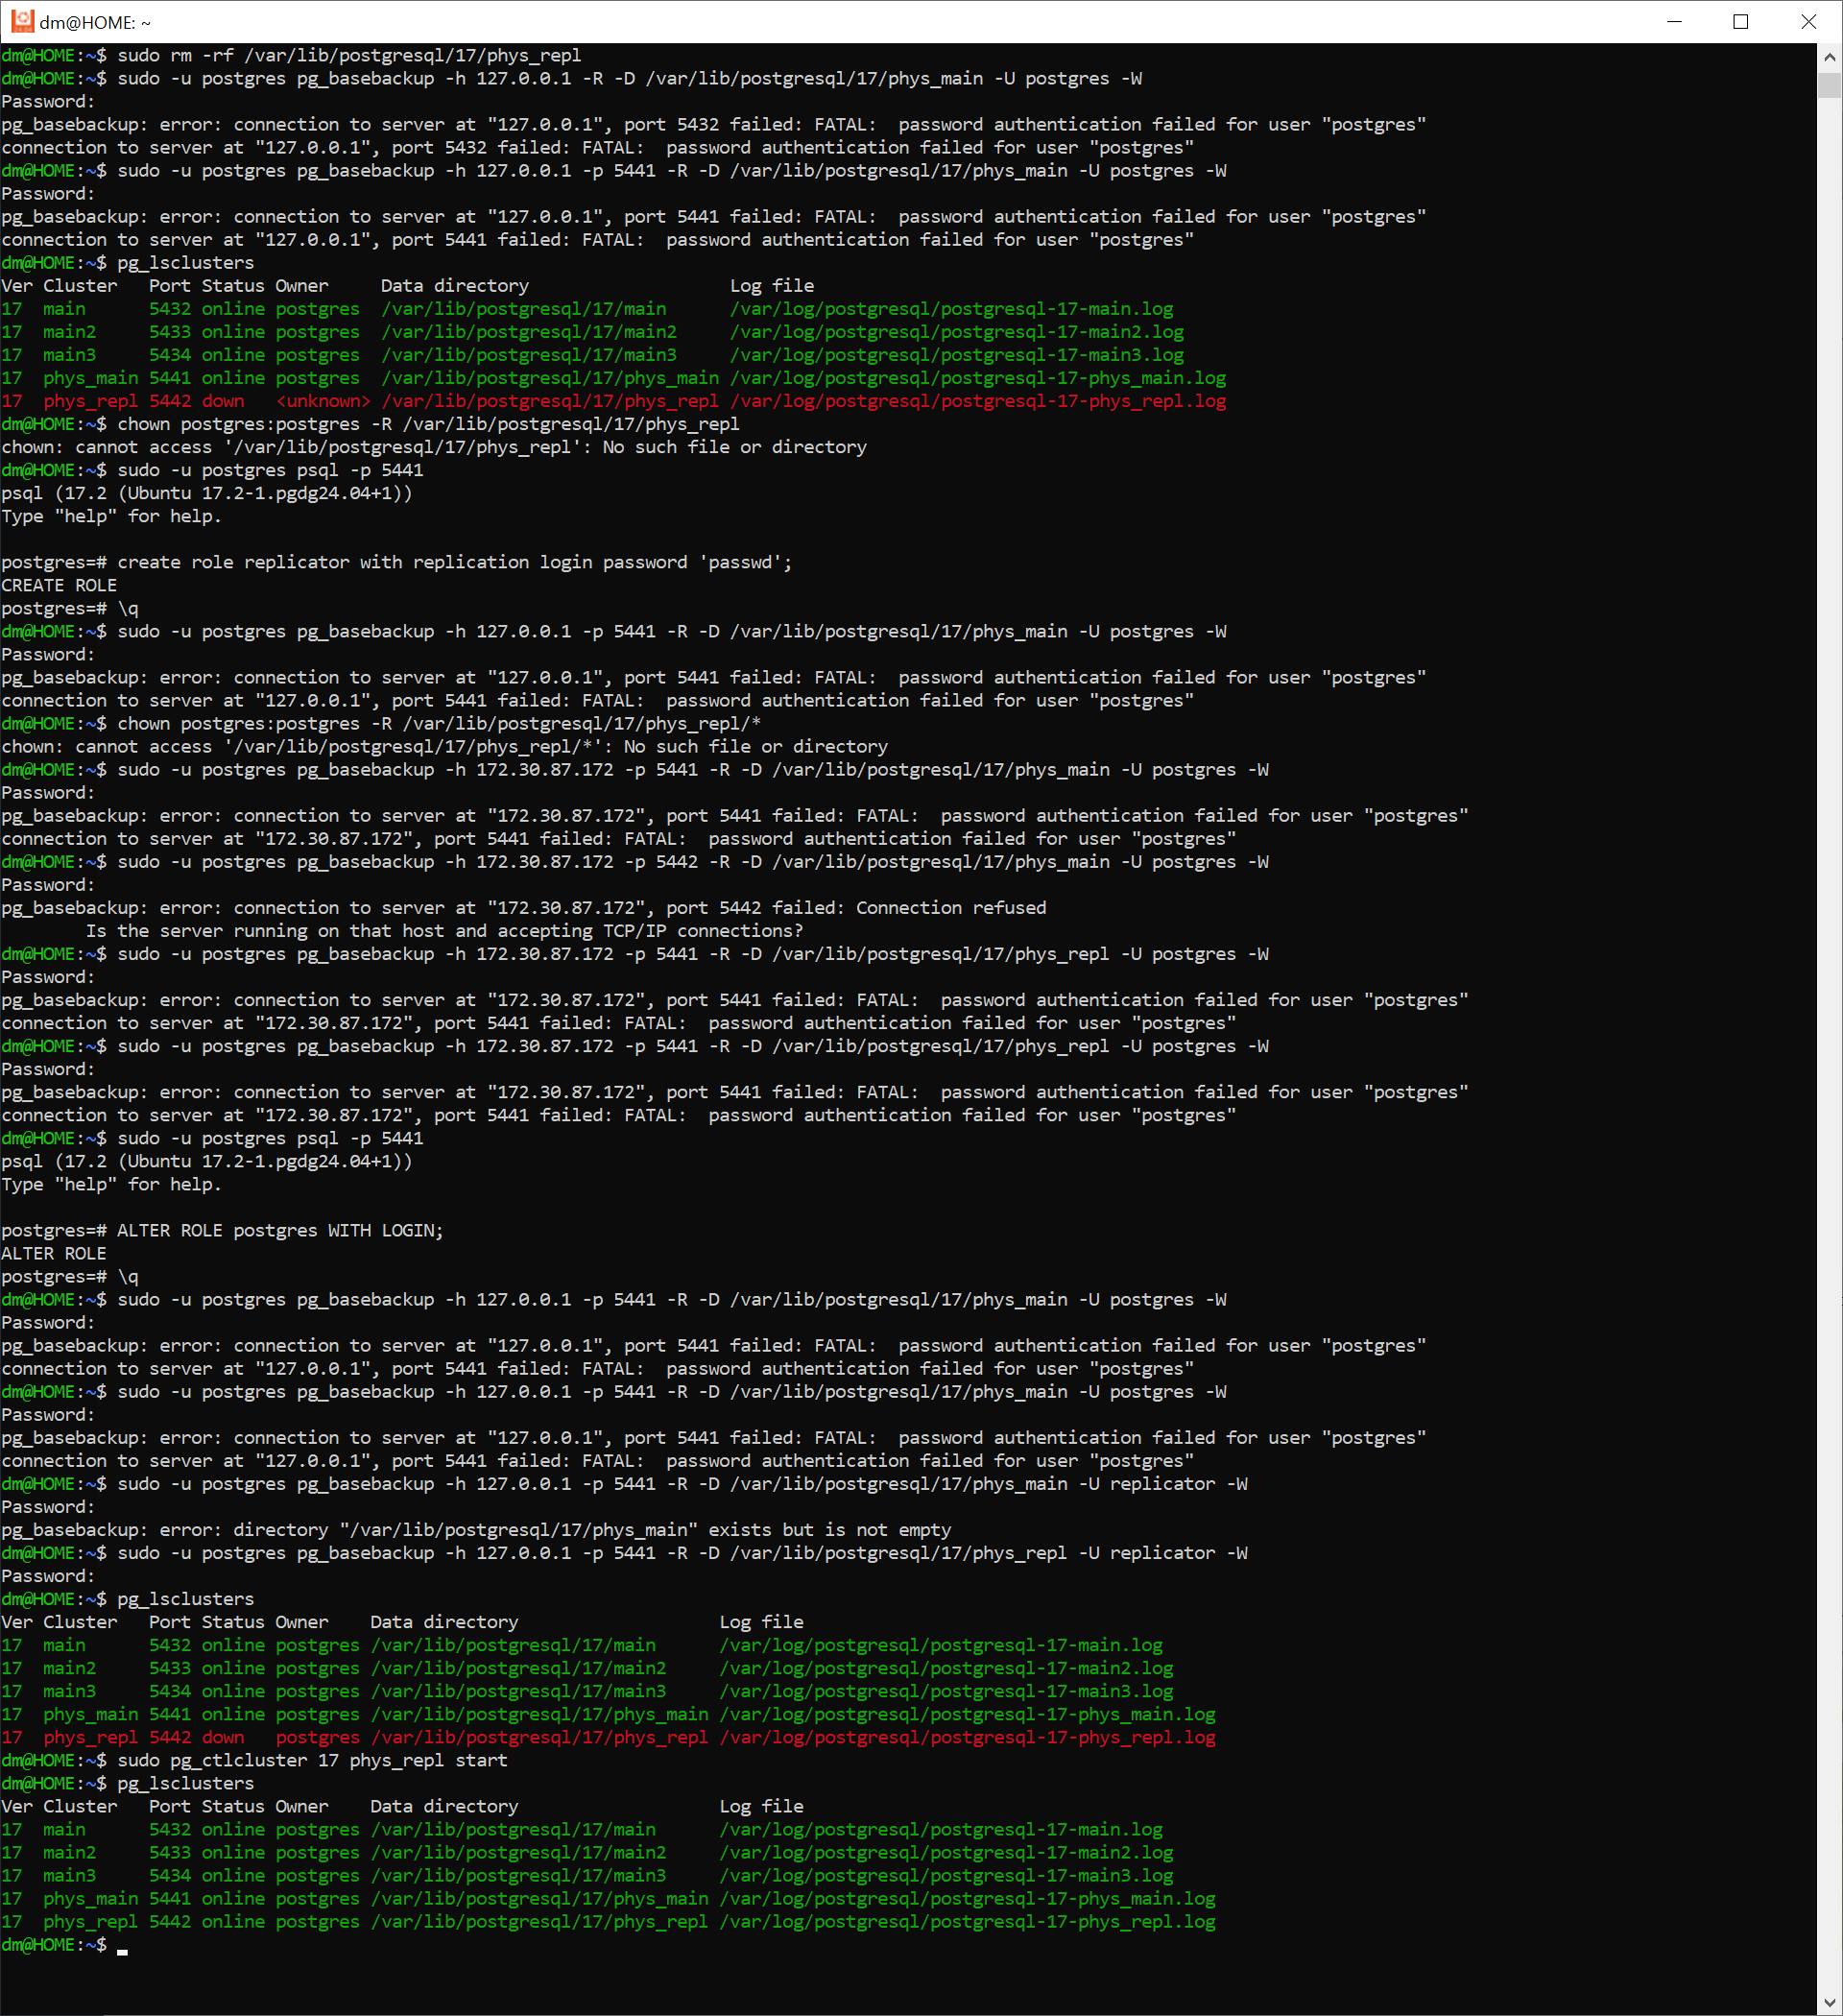 dm@HOME: ~
dm@HOME:~$ sudo rm -rf /var/lib/postgresql/17/phys_repl
dm@HOME:~$ sudo -u postgres pg_basebackup -h 127.0.0.1 -R -D /var/lib/postgresql/17/phys_main -U postgres -W
Password:
pg_basebackup: error: connection to server at "127.0.0.1", port 5432 failed: FATAL:  password authentication failed for user "postgres"
connection to server at "127.0.0.1", port 5432 failed: FATAL:  password authentication failed for user "postgres"
dm@HOME:~$ sudo -u postgres pg_basebackup -h 127.0.0.1 -p 5441 -R -D /var/lib/postgresql/17/phys_main -U postgres -W
Password:
pg_basebackup: error: connection to server at "127.0.0.1", port 5441 failed: FATAL:  password authentication failed for user "postgres"
connection to server at "127.0.0.1", port 5441 failed: FATAL:  password authentication failed for user "postgres"
dm@HOME:~$ pg_lsclusters
Ver Cluster   Port Status Owner     Data directory                   Log file
17  main      5432 online postgres  /var/lib/postgresql/17/main      /var/log/postgresql/postgresql-17-main.log
17  main2     5433 online postgres  /var/lib/postgresql/17/main2     /var/log/postgresql/postgresql-17-main2.log
17  main3     5434 online postgres  /var/lib/postgresql/17/main3     /var/log/postgresql/postgresql-17-main3.log
17  phys_main 5441 online postgres  /var/lib/postgresql/17/phys_main /var/log/postgresql/postgresql-17-phys_main.log
17  phys_repl 5442 down   <unknown> /var/lib/postgresql/17/phys_repl /var/log/postgresql/postgresql-17-phys_repl.log
dm@HOME:~$ chown postgres:postgres -R /var/lib/postgresql/17/phys_repl
chown: cannot access '/var/lib/postgresql/17/phys_repl': No such file or directory
dm@HOME:~$ sudo -u postgres psql -p 5441
psql (17.2 (Ubuntu 17.2-1.pgdg24.04+1))
Type "help" for help.
postgres=# create role replicator with replication login password 'passwd';
CREATE ROLE
postgres=# \q
dm@HOME:~$ sudo -u postgres pg_basebackup -h 127.0.0.1 -p 5441 -R -D /var/lib/postgresql/17/phys_main -U postgres -W
Password:
pg_basebackup: error: connection to server at "127.0.0.1", port 5441 failed: FATAL:  password authentication failed for user "postgres"
connection to server at "127.0.0.1", port 5441 failed: FATAL:  password authentication failed for user "postgres"
dm@HOME:~$ chown postgres:postgres -R /var/lib/postgresql/17/phys_repl/*
chown: cannot access '/var/lib/postgresql/17/phys_repl/*': No such file or directory
dm@HOME:~$ sudo -u postgres pg_basebackup -h 172.30.87.172 -p 5441 -R -D /var/lib/postgresql/17/phys_main -U postgres -W
Password:
pg_basebackup: error: connection to server at "172.30.87.172", port 5441 failed: FATAL:  password authentication failed for user "postgres"
connection to server at "172.30.87.172", port 5441 failed: FATAL:  password authentication failed for user "postgres"
dm@HOME:~$ sudo -u postgres pg_basebackup -h 172.30.87.172 -p 5442 -R -D /var/lib/postgresql/17/phys_main -U postgres -W
Password:
pg_basebackup: error: connection to server at "172.30.87.172", port 5442 failed: Connection refused
        Is the server running on that host and accepting TCP/IP connections?
dm@HOME:~$ sudo -u postgres pg_basebackup -h 172.30.87.172 -p 5441 -R -D /var/lib/postgresql/17/phys_repl -U postgres -W
Password:
pg_basebackup: error: connection to server at "172.30.87.172", port 5441 failed: FATAL:  password authentication failed for user "postgres"
connection to server at "172.30.87.172", port 5441 failed: FATAL:  password authentication failed for user "postgres"
dm@HOME:~$ sudo -u postgres pg_basebackup -h 172.30.87.172 -p 5441 -R -D /var/lib/postgresql/17/phys_repl -U postgres -W
Password:
pg_basebackup: error: connection to server at "172.30.87.172", port 5441 failed: FATAL:  password authentication failed for user "postgres"
connection to server at "172.30.87.172", port 5441 failed: FATAL:  password authentication failed for user "postgres"
dm@HOME:~$ sudo -u postgres psql -p 5441
psql (17.2 (Ubuntu 17.2-1.pgdg24.04+1))
Type "help" for help.
postgres=# ALTER ROLE postgres WITH LOGIN;
ALTER ROLE
postgres=# \q
dm@HOME:~$ sudo -u postgres pg_basebackup -h 127.0.0.1 -p 5441 -R -D /var/lib/postgresql/17/phys_main -U postgres -W
Password:
pg_basebackup: error: connection to server at "127.0.0.1", port 5441 failed: FATAL:  password authentication failed for user "postgres"
connection to server at "127.0.0.1", port 5441 failed: FATAL:  password authentication failed for user "postgres"
dm@HOME:~$ sudo -u postgres pg_basebackup -h 127.0.0.1 -p 5441 -R -D /var/lib/postgresql/17/phys_main -U postgres -W
Password:
pg_basebackup: error: connection to server at "127.0.0.1", port 5441 failed: FATAL:  password authentication failed for user "postgres"
connection to server at "127.0.0.1", port 5441 failed: FATAL:  password authentication failed for user "postgres"
dm@HOME:~$ sudo -u postgres pg_basebackup -h 127.0.0.1 -p 5441 -R -D /var/lib/postgresql/17/phys_main -U replicator -W
Password:
pg_basebackup: error: directory "/var/lib/postgresql/17/phys_main" exists but is not empty
dm@HOME:~$ sudo -u postgres pg_basebackup -h 127.0.0.1 -p 5441 -R -D /var/lib/postgresql/17/phys_repl -U replicator -W
Password:
dm@HOME:~$ pg_lsclusters
Ver Cluster   Port Status Owner    Data directory                   Log file
17  main      5432 online postgres /var/lib/postgresql/17/main      /var/log/postgresql/postgresql-17-main.log
17  main2     5433 online postgres /var/lib/postgresql/17/main2     /var/log/postgresql/postgresql-17-main2.log
17  main3     5434 online postgres /var/lib/postgresql/17/main3     /var/log/postgresql/postgresql-17-main3.log
17  phys_main 5441 online postgres /var/lib/postgresql/17/phys_main /var/log/postgresql/postgresql-17-phys_main.log
17  phys_repl 5442 down   postgres /var/lib/postgresql/17/phys_repl /var/log/postgresql/postgresql-17-phys_repl.log
dm@HOME:~$ sudo pg_ctlcluster 17 phys_repl start
dm@HOME:~$ pg_lsclusters
Ver Cluster   Port Status Owner    Data directory                   Log file
17  main      5432 online postgres /var/lib/postgresql/17/main      /var/log/postgresql/postgresql-17-main.log
17  main2     5433 online postgres /var/lib/postgresql/17/main2     /var/log/postgresql/postgresql-17-main2.log
17  main3     5434 online postgres /var/lib/postgresql/17/main3     /var/log/postgresql/postgresql-17-main3.log
17  phys_main 5441 online postgres /var/lib/postgresql/17/phys_main /var/log/postgresql/postgresql-17-phys_main.log
17  phys_repl 5442 online postgres /var/lib/postgresql/17/phys_repl /var/log/postgresql/postgresql-17-phys_repl.log
dm@HOME:~$